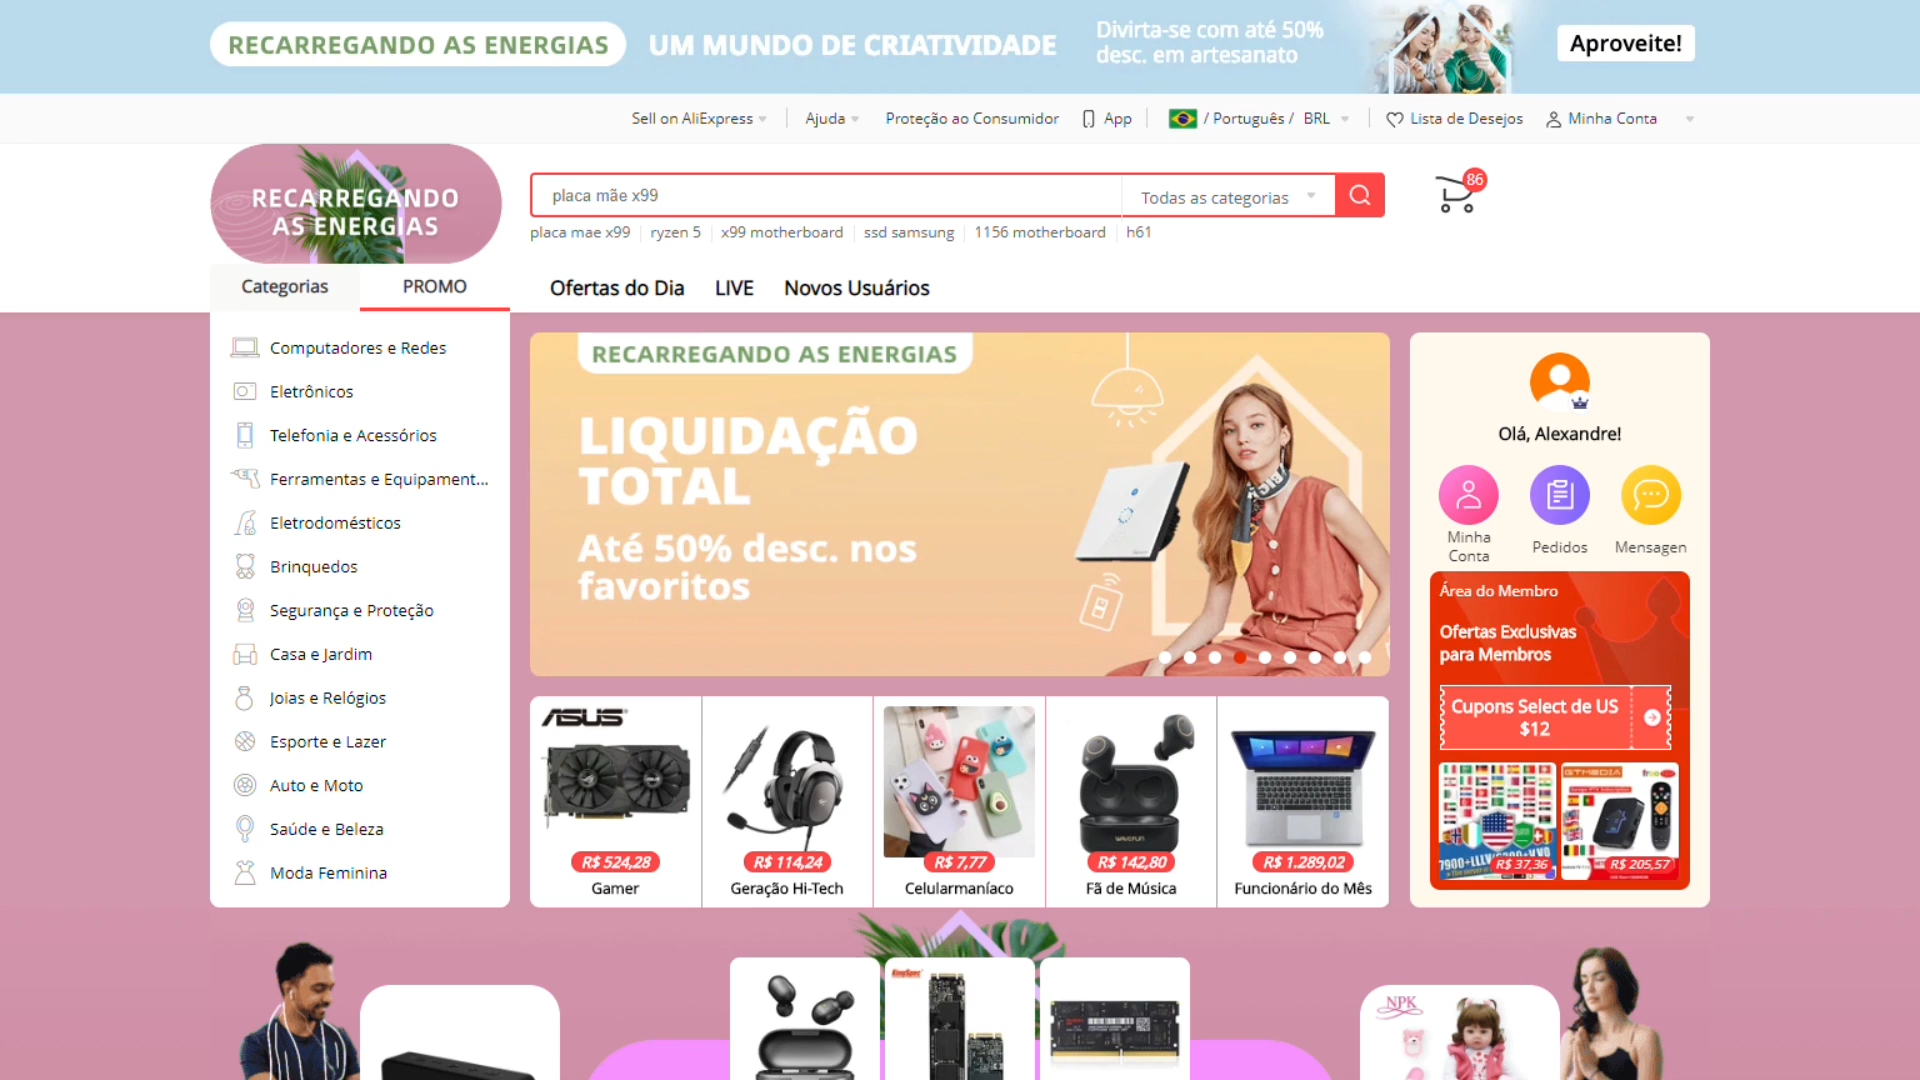 RECARREGANDO AS ENERGIAS
UM MUNDO DE CRIATIVIDADE
Divirta-se com até 50%
desc. em artesanato
Aproveite!
Sell on AliExpress
Ajuda
Proteção ao Consumidor
App
/ Português / BRL
Lista de Desejos
Minha Conta
RECARREGANDO
AS ENERGIAS
placa mãe x99
Todas as categorias
86
placa mae x99
ryzen 5
x99 motherboard
ssd samsung
1156 motherboard
h61
Categorias
PROMO
Ofertas do Dia
LIVE
Novos Usuários
Computadores e Redes
Eletrônicos
Telefonia e Acessórios
Ferramentas e Equipament...
Eletrodomésticos
Brinquedos
Segurança e Proteção
Casa e Jardim
Joias e Relógios
Esporte e Lazer
Auto e Moto
Saúde e Beleza
Moda Feminina
RECARREGANDO AS ENERGIAS
LIQUIDAÇÃO
TOTAL
Até 50% desc. nos
favoritos
Olá, Alexandre!
Minha
Conta
Pedidos
Mensagen
Área do Membro
Ofertas Exclusivas
para Membros
Cupons Select de US
$12
GTMEDIA
R$ 37,36
R$ 205,57
ASUS
R$ 524,28
Gamer
R$ 114,24
Geração Hi-Tech
R$ 7,77
Celularmaníaco
R$ 142,80
Fã de Música
R$ 1.289,02
Funcionário do Mês
KingSpec
NPK